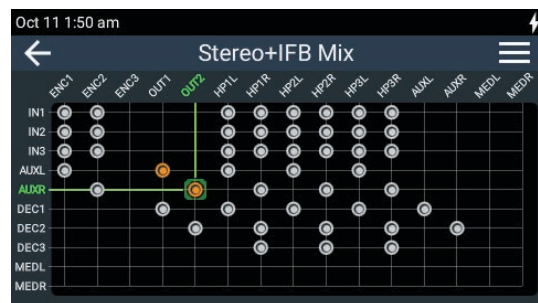 Oct 11 1:50 am
Stereo+IFB Mix
ENC1 ENC2 ENC3 OUT1 OUT2 HP1L HP1R HP2L HP2R HP3L HP3R AUXL AUXR MEDL MEDR
IN1
IN2
IN3
AUXL
AUXR
DEC1
DEC2
DEC3
MEDL
MEDR